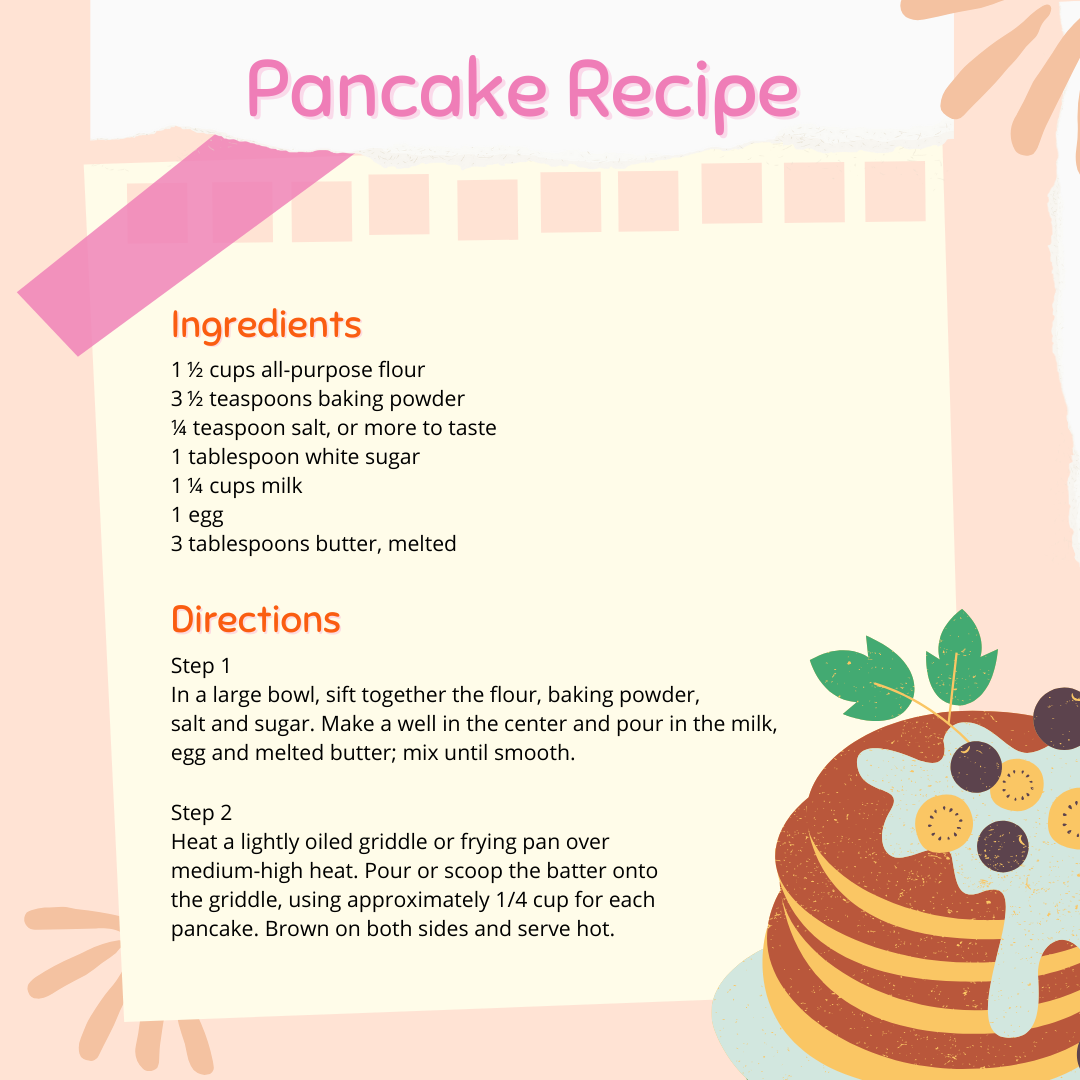 Pancake Recipe
Ingredients
1 ½ cups all-purpose flour
3 ½ teaspoons baking powder
¼ teaspoon salt, or more to taste
1 tablespoon white sugar
1 ¼ cups milk
1 egg
3 tablespoons butter, melted
Directions
Step 1
In a large bowl, sift together the flour, baking powder,
salt and sugar. Make a well in the center and pour in the milk,
egg and melted butter; mix until smooth.
Step 2
Heat a lightly oiled griddle or frying pan over
medium-high heat. Pour or scoop the batter onto
the griddle, using approximately 1/4 cup for each
pancake. Brown on both sides and serve hot.